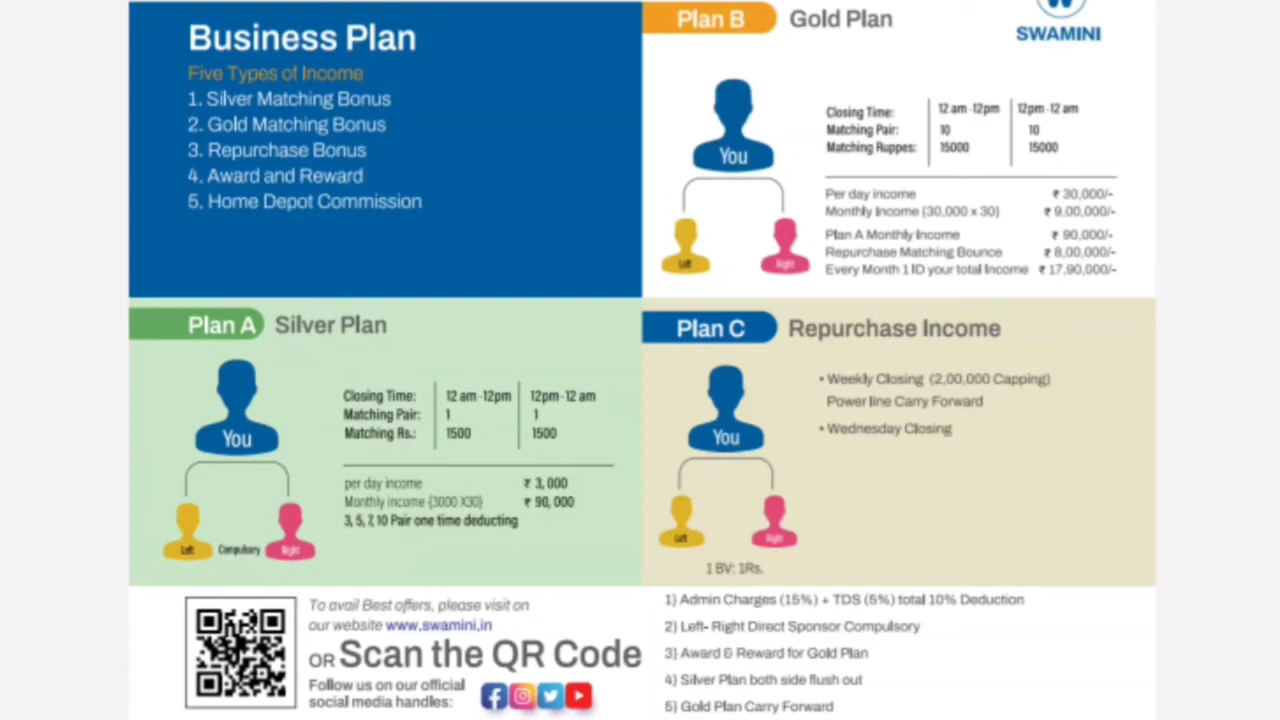 Business Plan
Five Types of Income
1. Silver Matching Bonus
2. Gold Matching Bonus
3. Repurchase Bonus
4. Award and Reward
5. Home Depot Commission
Plan B Gold Plan
SWAMINI
You
Left
Right
Closing Time: 12 am -12pm 12pm-12 am
Matching Pair: 10 10
Matching Ruppes: 15000 15000
Per day income ₹ 30,000/-
Monthly Income (30,000 x 30) ₹ 9,00,000/-
Plan A Monthly Income ₹ 90,000/-
Repurchase Matching Bounce ₹ 8,00,000/-
Every Month 1 ID your total Income ₹ 17,90,000/-
Plan A Silver Plan
You
Left Compulsory Right
Closing Time: 12 am -12pm 12pm-12 am
Matching Pair: 1 1
Matching Rs.: 1500 1500
per day income ₹ 3, 000
Monthly income (3000 X30) ₹ 90, 000
3, 5, 7, 10 Pair one time deducting
Plan C Repurchase Income
You
Left
Right
1 BV: 1Rs.
• Weekly Closing (2,00,000 Capping)
Power line Carry Forward
• Wednesday Closing
To avail Best offers, please visit on
our website www.swamini.in
OR Scan the QR Code
Follow us on our official
social media handles:
1) Admin Charges (15%) + TDS (5%) total 10% Deduction
2) Left- Right Direct Sponsor Compulsory
3) Award & Reward for Gold Plan
4) Silver Plan both side flush out
5) Gold Plan Carry Forward